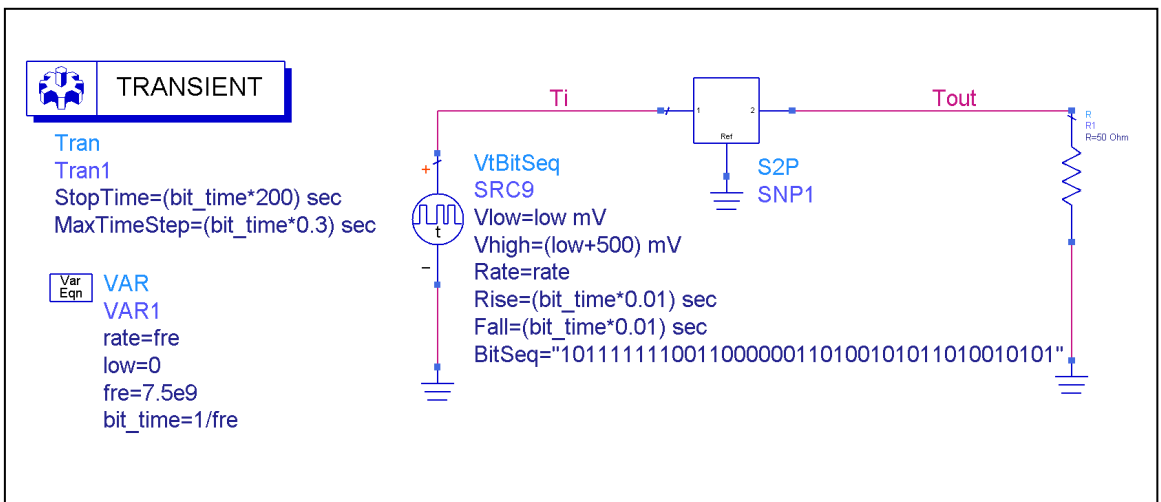 TRANSIENT
Tran
Tran1
StopTime=(bit_time*200) sec
MaxTimeStep=(bit_time*0.3) sec
Var
Eqn
VAR
VAR1
rate=fre
low=0
fre=7.5e9
bit_time=1/fre
Ti
+
t
−
VtBitSeq
SRC9
Vlow=low mV
Vhigh=(low+500) mV
Rate=rate
Rise=(bit_time*0.01) sec
Fall=(bit_time*0.01) sec
BitSeq="1011111110011000000110100101011010010101"
1
2
Ref
S2P
SNP1
Tout
R
R1
R=50 Ohm